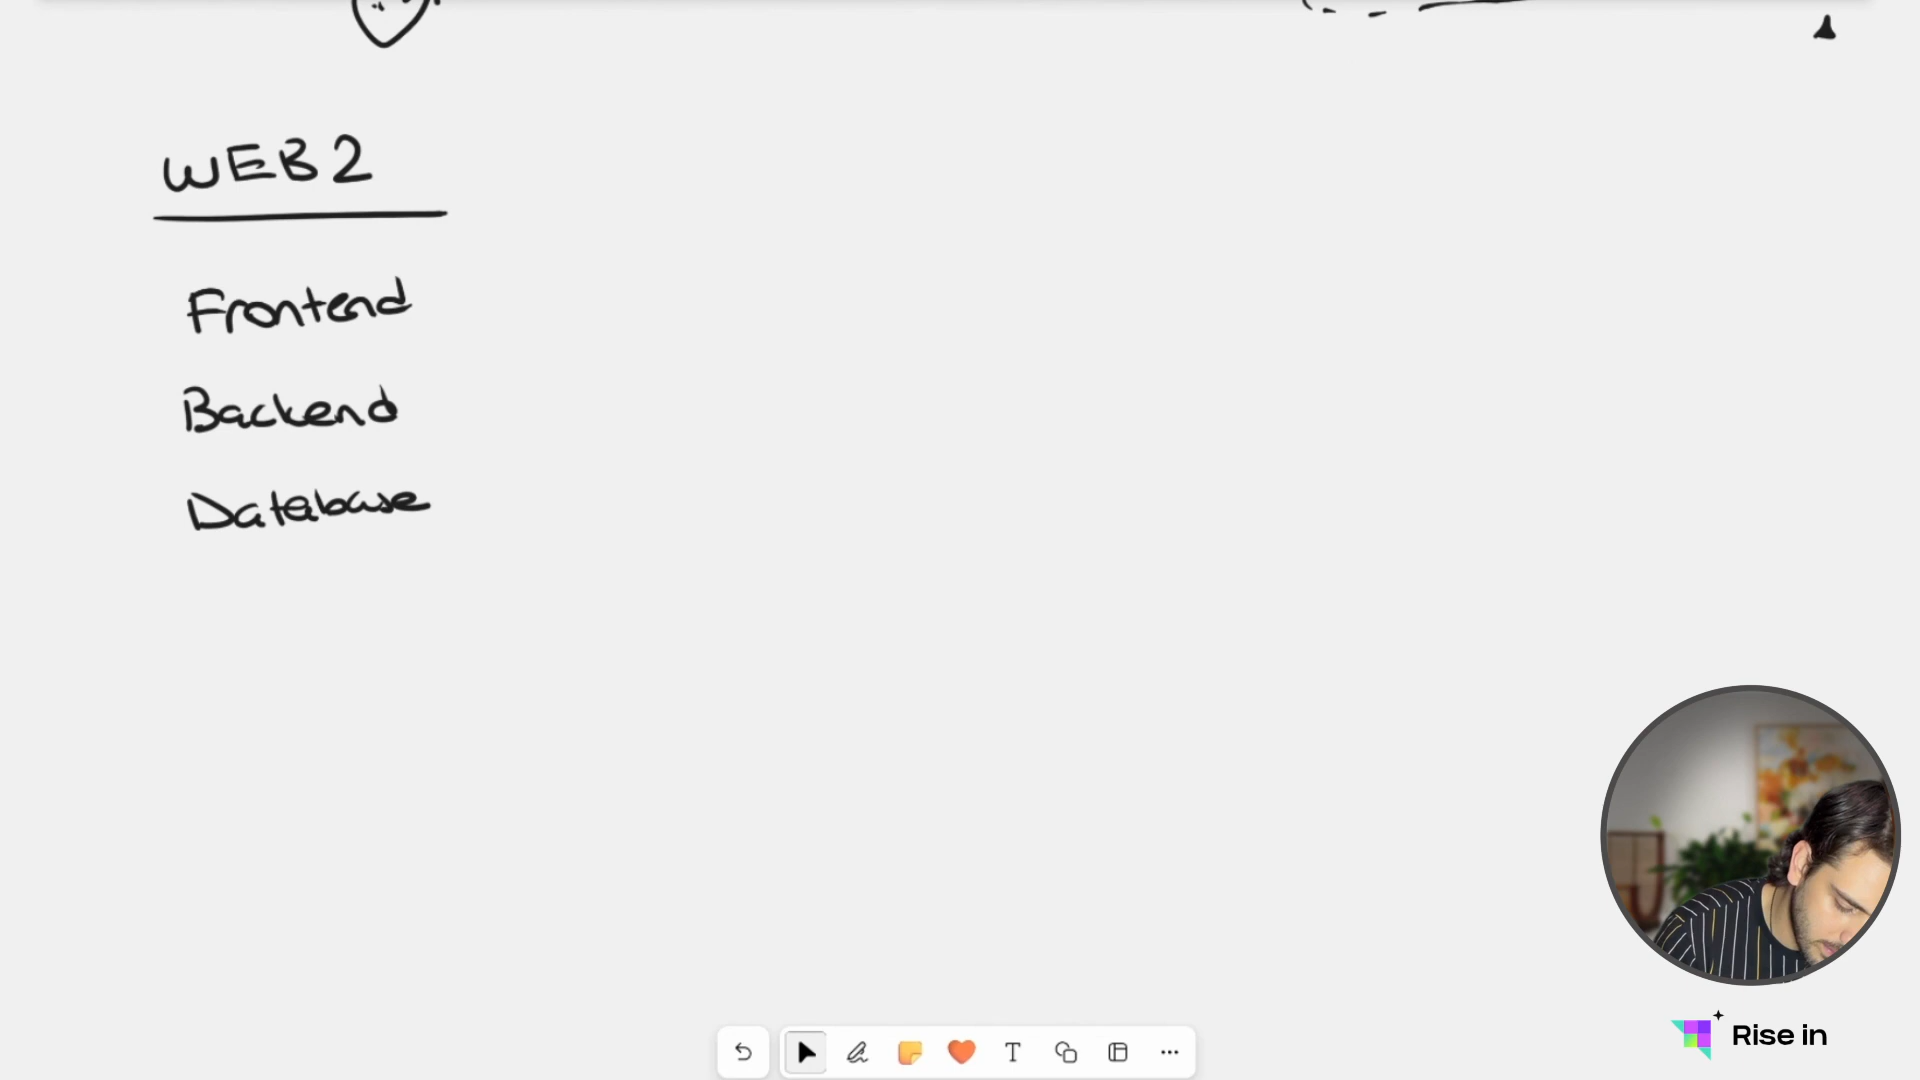 WEB2
Frontend
Backend
Database
T
Rise in